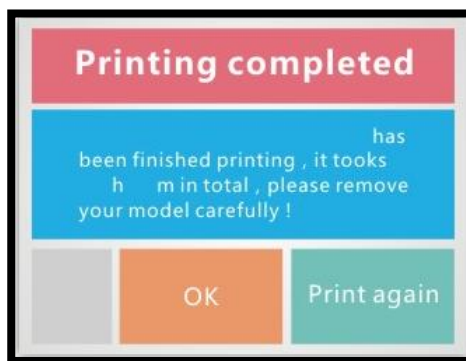 Printing completed
has
been finished printing , it tooks
h m in total , please remove
your model carefully !
OK
Print again